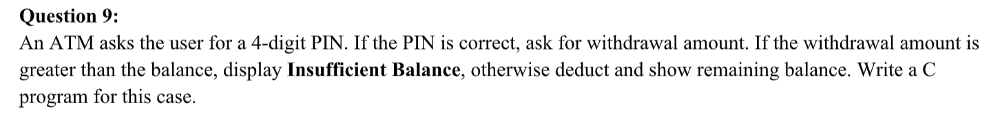 Question 9:
An ATM asks the user for a 4-digit PIN. If the PIN is correct, ask for withdrawal amount. If the withdrawal amount is
greater than the balance, display Insufficient Balance, otherwise deduct and show remaining balance. Write a C
program for this case.